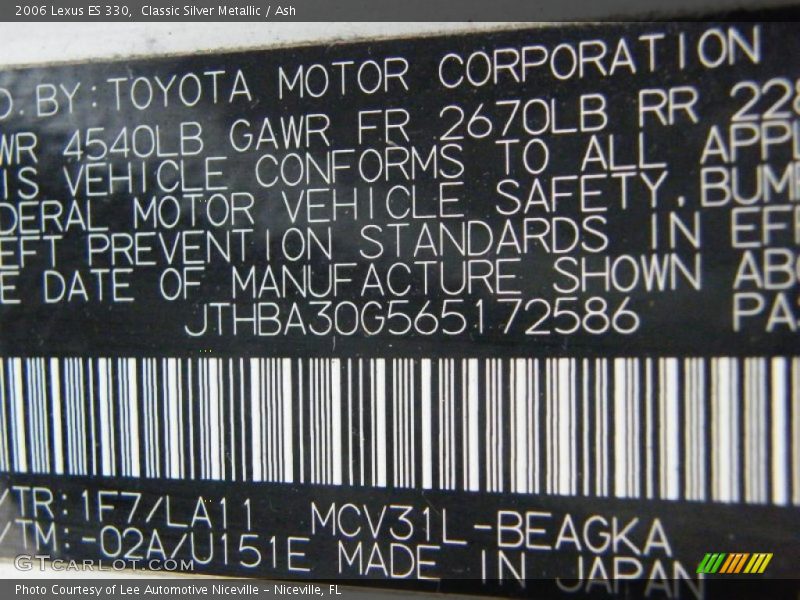 2006 Lexus ES 330, Classic Silver Metallic / Ash
D.BY:TOYOTA MOTOR CORPORATION
WR 4540LB GAWR FR 2670LB RR 228
IS VEHICLE CONFORMS TO ALL APPL
DERAL MOTOR VEHICLE SAFETY,BUM
EFT PREVENTION STANDARDS IN EFF
E DATE OF MANUFACTURE SHOWN ABO
JTHBA30G565172586 PAS
/TR:1F7/LA11 MCV31L-BEAGKA
/TM:-02A/U151E MADE IN JAPAN
GTcarlot.com
Photo Courtesy of Lee Automotive Niceville – Niceville, FL